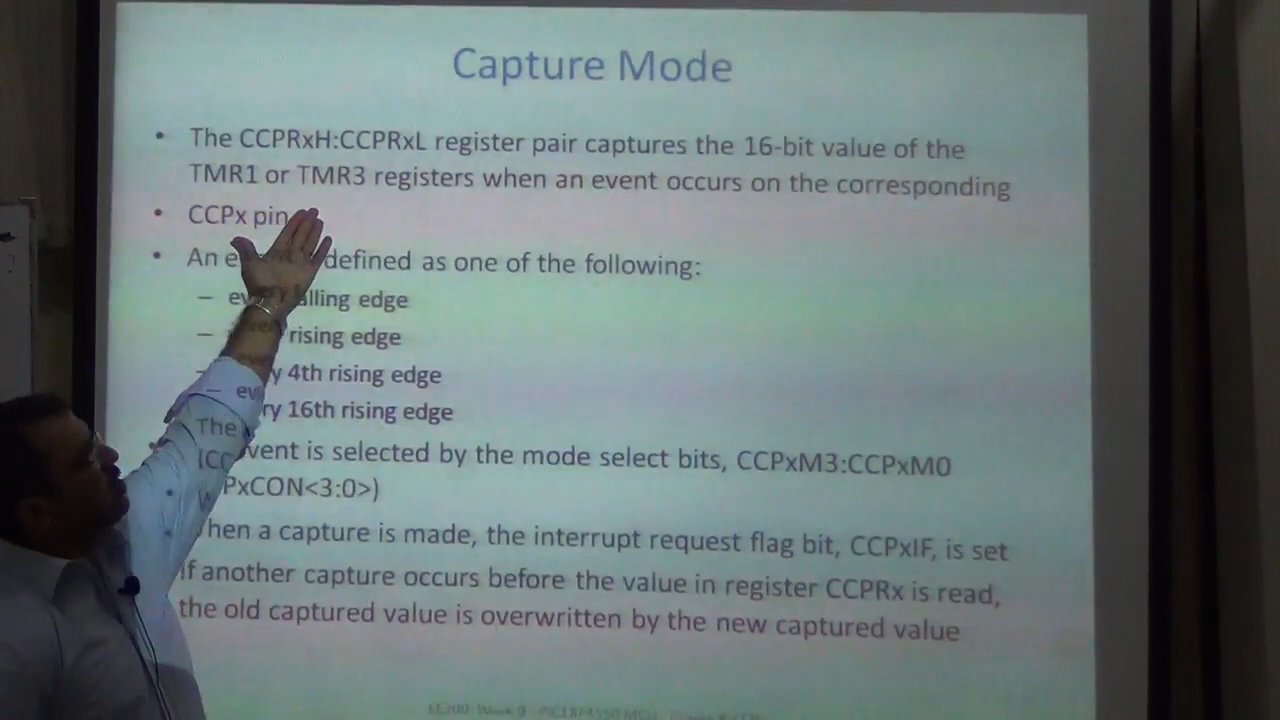 Capture Mode
• The CCPRxH:CCPRxL register pair captures the 16-bit value of the
TMR1 or TMR3 registers when an event occurs on the corresponding
• CCPx pin
• An e defined as one of the following:
– every falling edge
– every rising edge
– every 4th rising edge
– every 16th rising edge
The event is selected by the mode select bits, CCPxM3:CCPxM0
(CCPxCON<3:0>)
When a capture is made, the interrupt request flag bit, CCPxIF, is set
If another capture occurs before the value in register CCPRx is read,
the old captured value is overwritten by the new captured value